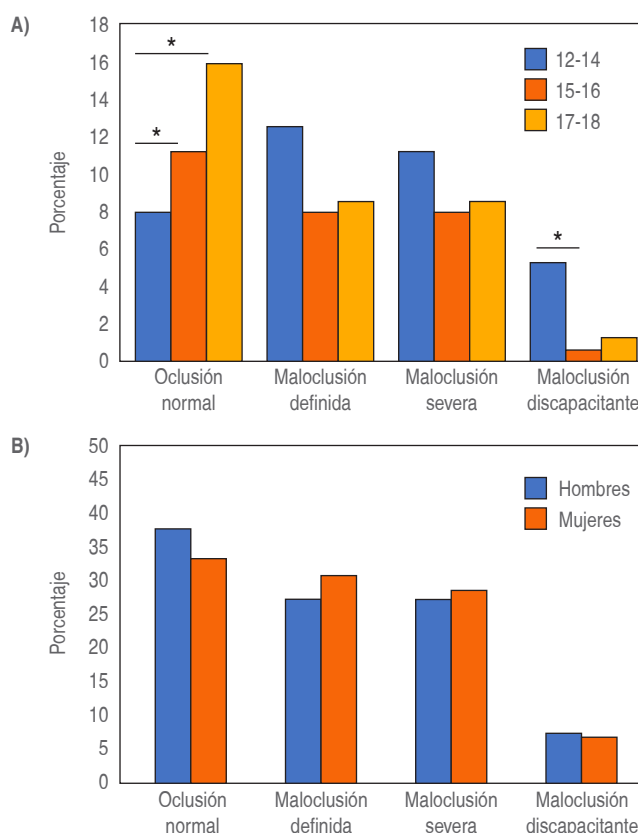 A)
18
16
14
12
10
8
6
4
2
0
Porcentaje
*
*
*
12-14
15-16
17-18
Oclusión
normal
Maloclusión
definida
Maloclusión
severa
Maloclusión
discapacitante
B)
50
45
40
35
30
25
20
15
10
5
0
Porcentaje
Hombres
Mujeres
Oclusión
normal
Maloclusión
definida
Maloclusión
severa
Maloclusión
discapacitante